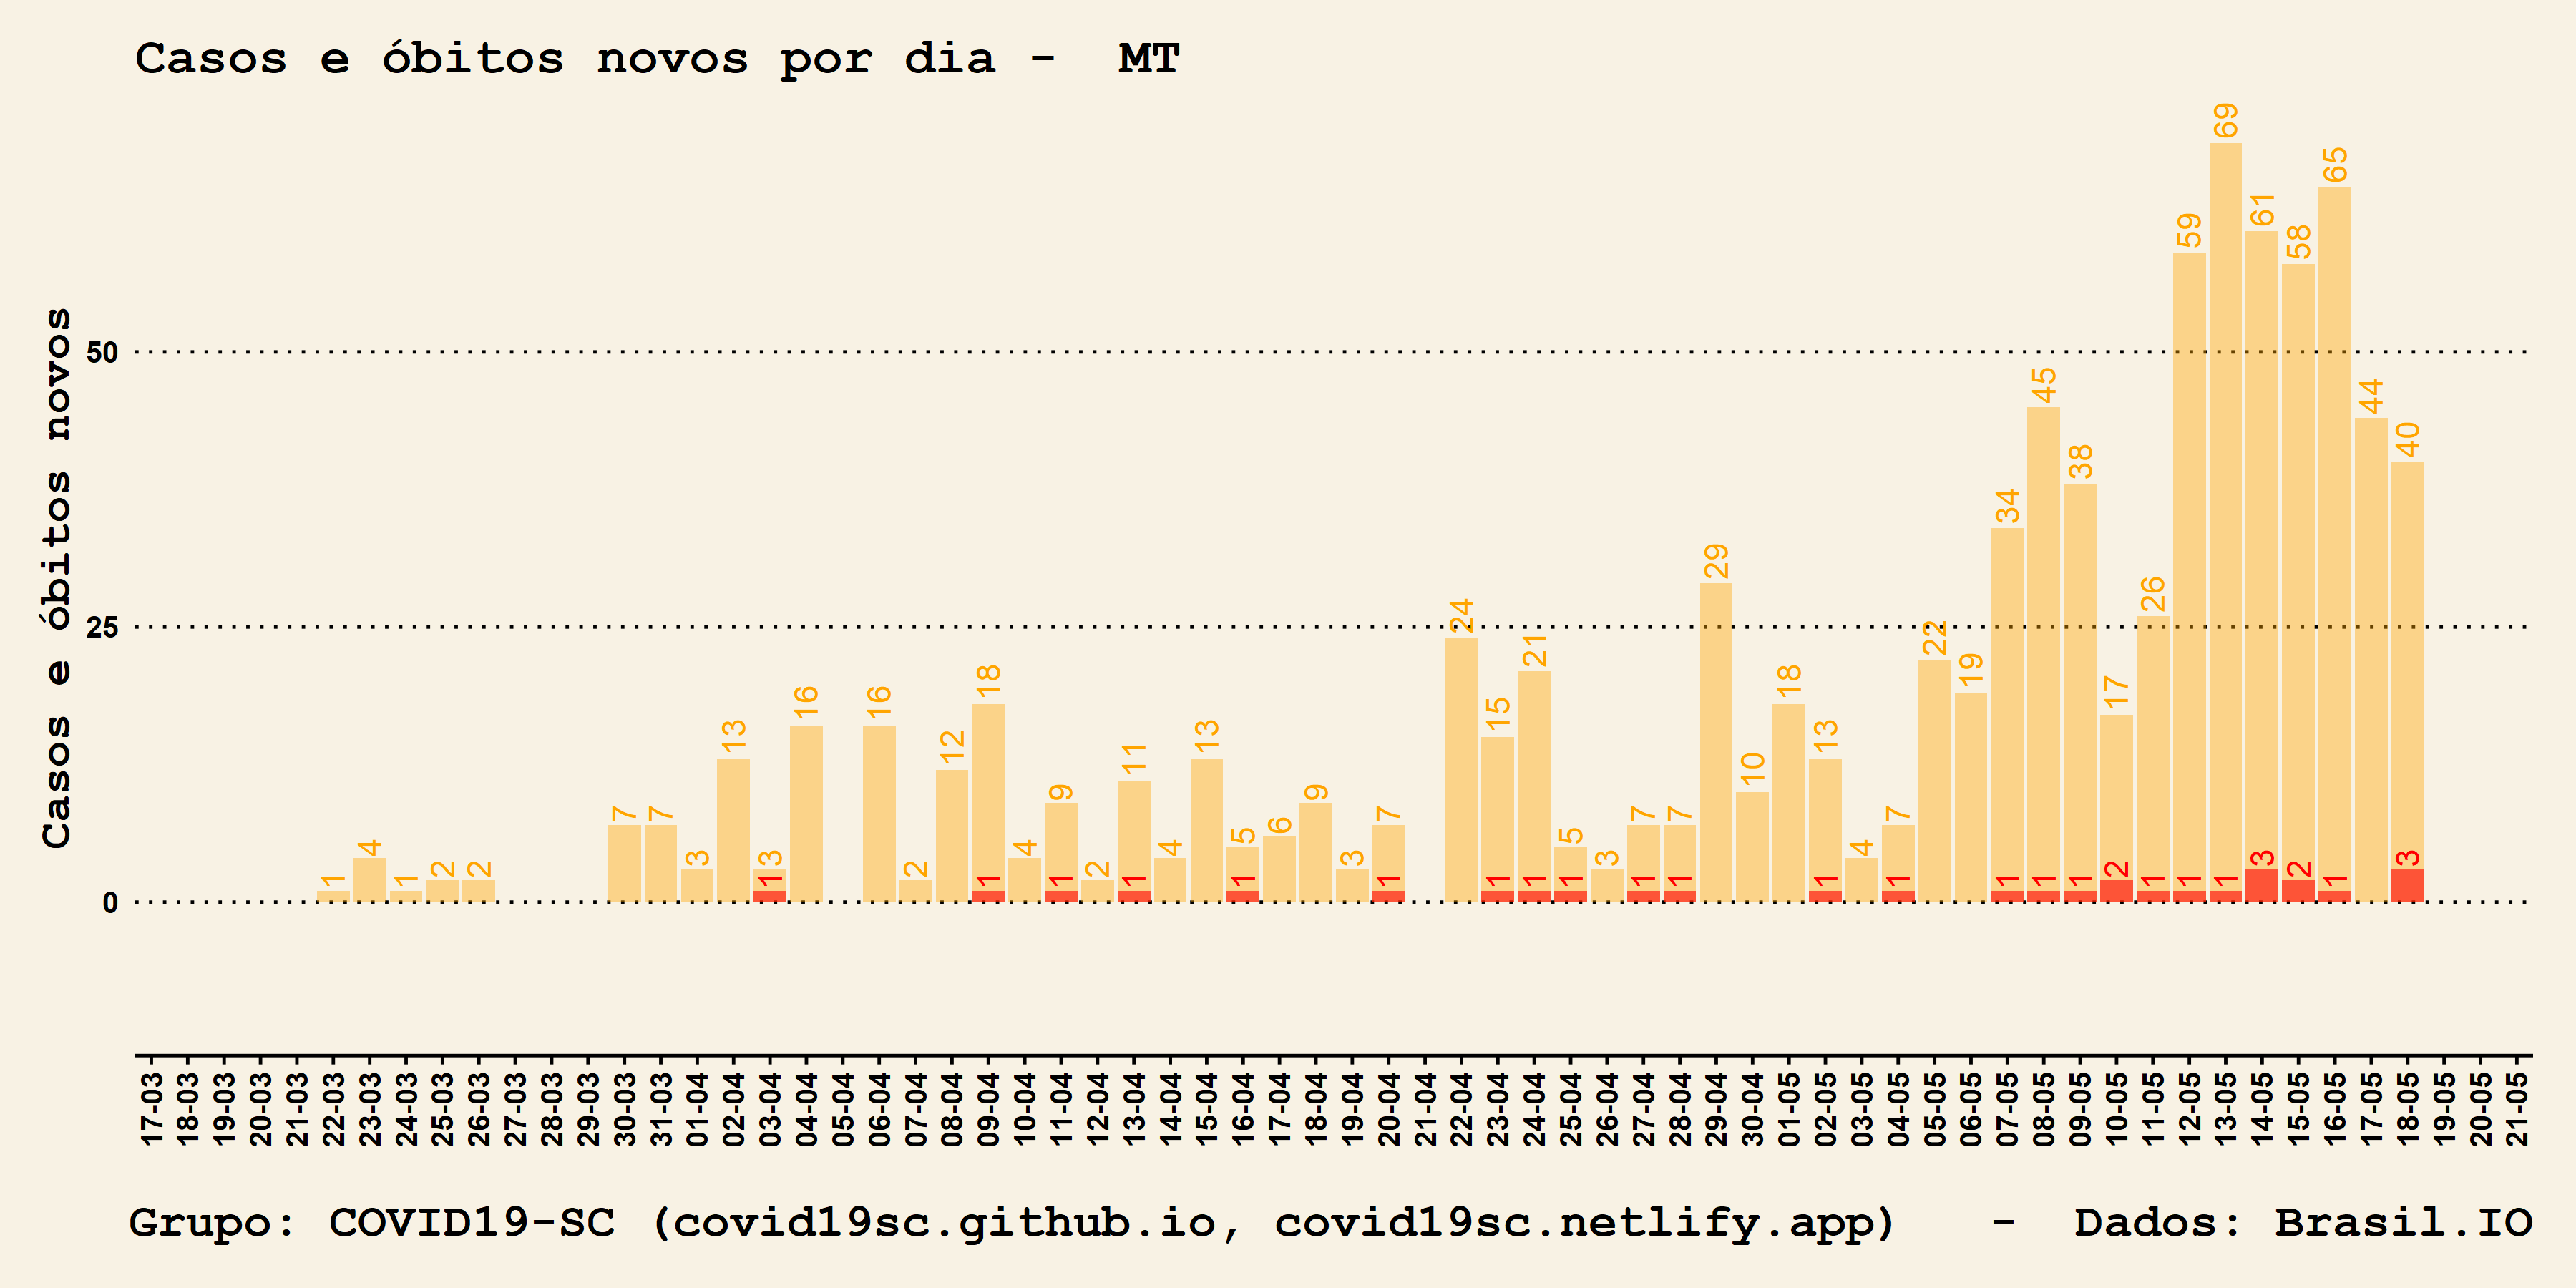 Casos e óbitos novos por dia -  MT
Casos e óbitos novos
50
25
0
1 4 1 2 2 7 7 3 13 3 16 16 2 12 18 4 9 2 11 4 13 5 6 9 3 7 24 15 21 5 3 7 7 29 10 18 13 4 7 22 19 34 45 38 17 26 59 69 61 58 65 44 40
1 1 1 1 1 1 1 1 1 1 1 1 1 1 1 1 2 1 1 1 3 2 1 3
17-03 18-03 19-03 20-03 21-03 22-03 23-03 24-03 25-03 26-03 27-03 28-03 29-03 30-03 31-03 01-04 02-04 03-04 04-04 05-04 06-04 07-04 08-04 09-04 10-04 11-04 12-04 13-04 14-04 15-04 16-04 17-04 18-04 19-04 20-04 21-04 22-04 23-04 24-04 25-04 26-04 27-04 28-04 29-04 30-04 01-05 02-05 03-05 04-05 05-05 06-05 07-05 08-05 09-05 10-05 11-05 12-05 13-05 14-05 15-05 16-05 17-05 18-05 19-05 20-05 21-05
Grupo: COVID19-SC (covid19sc.github.io, covid19sc.netlify.app)   -  Dados: Brasil.IO